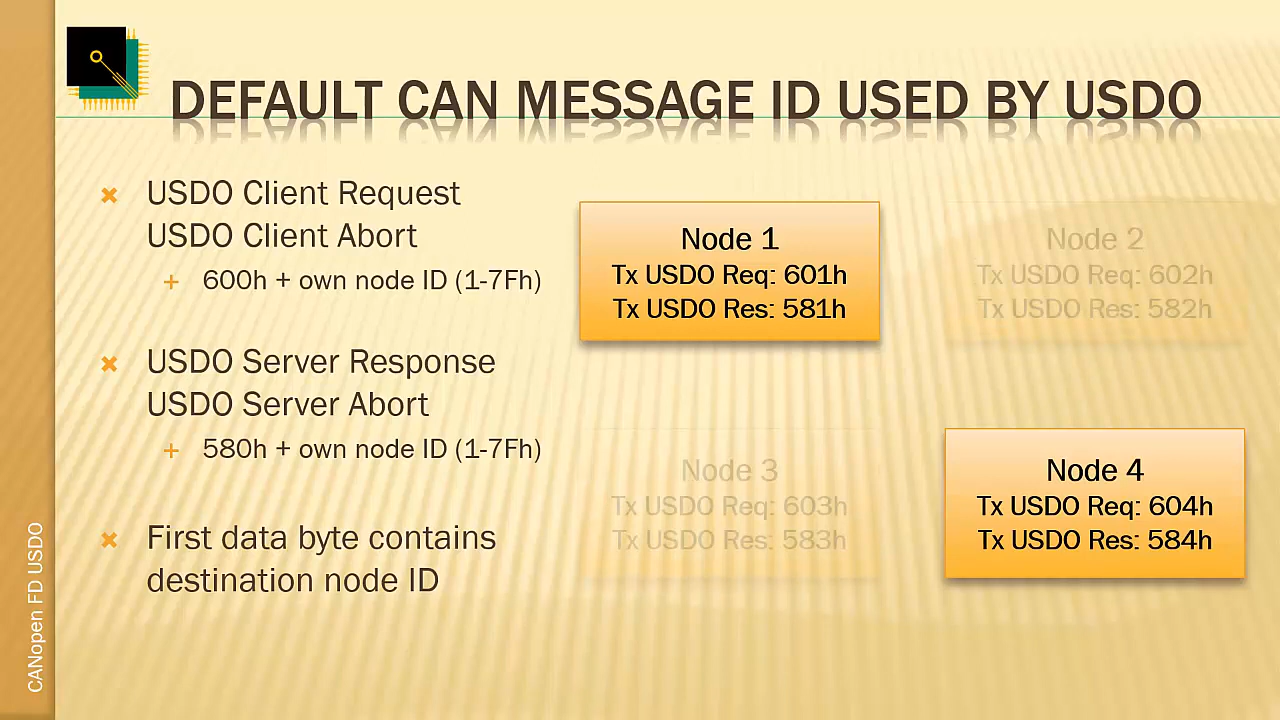 DEFAULT CAN MESSAGE ID USED BY USDO
USDO Client Request
USDO Client Abort
600h + own node ID (1-7Fh)
USDO Server Response
USDO Server Abort
580h + own node ID (1-7Fh)
First data byte contains
destination node ID
Node 1
Tx USDO Req: 601h
Tx USDO Res: 581h
Node 2
Tx USDO Req: 602h
Tx USDO Res: 582h
Node 3
Tx USDO Req: 603h
Tx USDO Res: 583h
Node 4
Tx USDO Req: 604h
Tx USDO Res: 584h
CANopen FD USDO